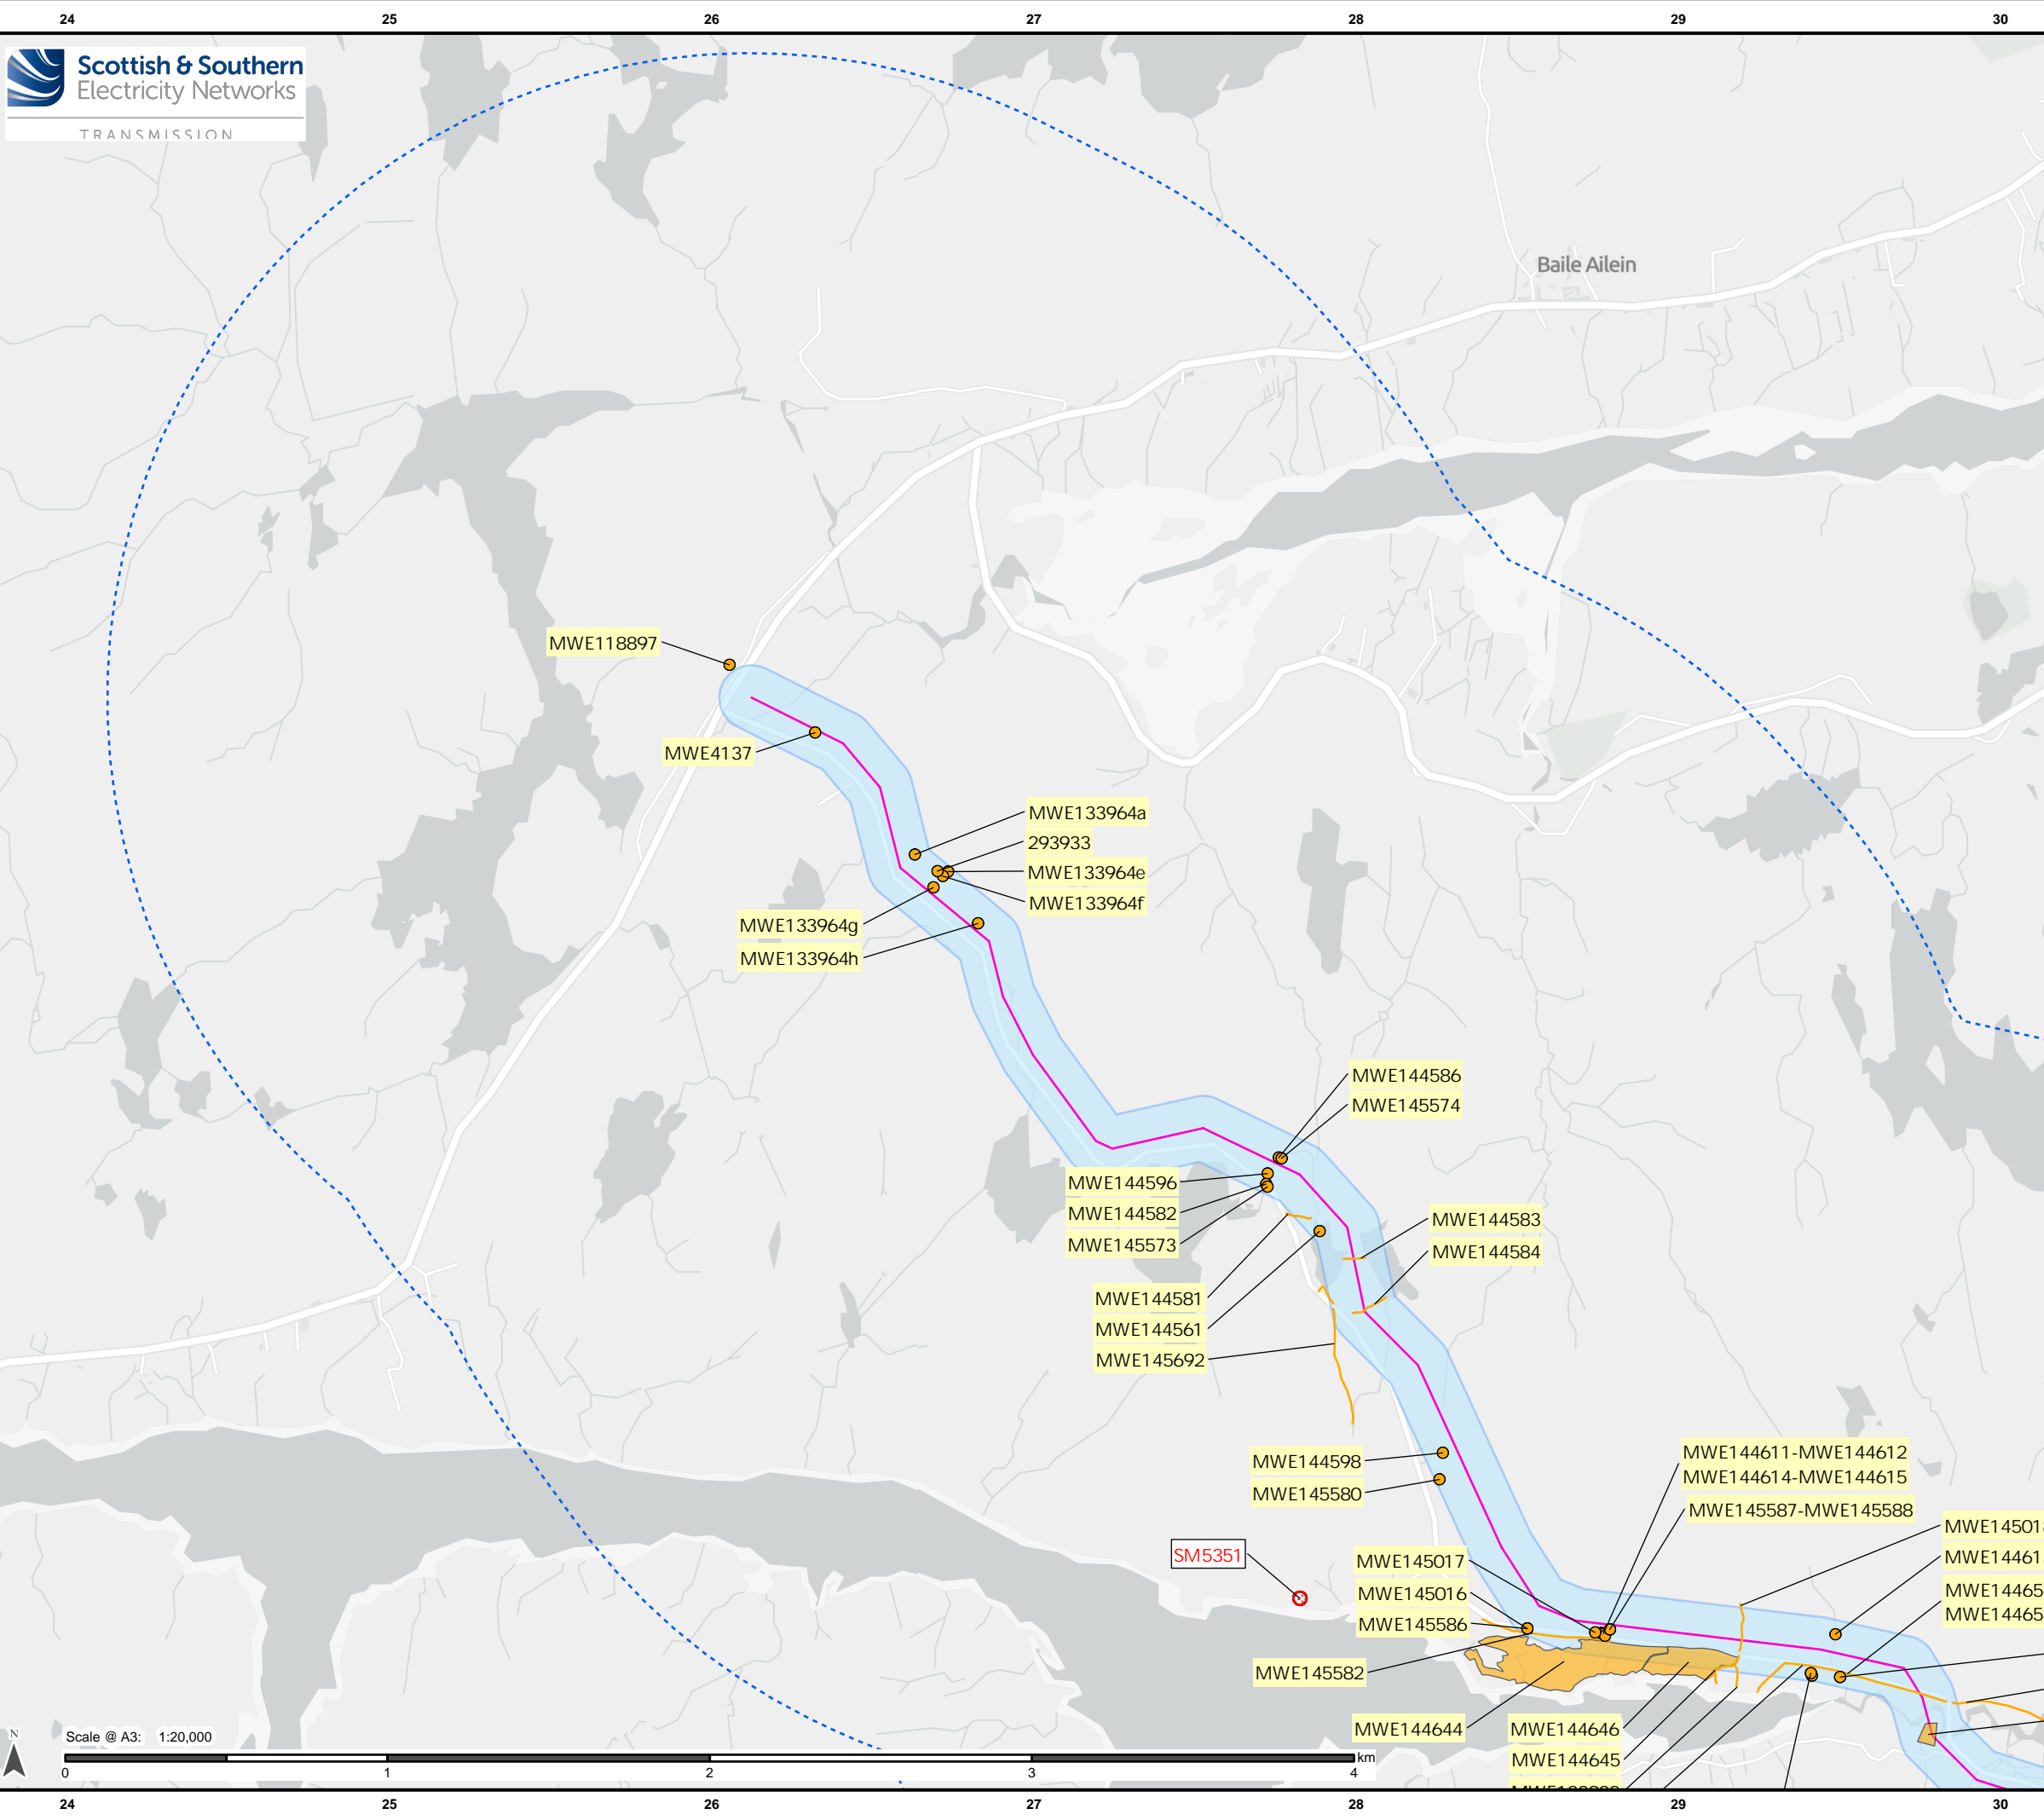 24 25 26 27 28 29 30
Scottish & Southern
Electricity Networks
TRANSMISSION
Baile Ailein
MWE118897
MWE4137
MWE133964a
293933
MWE133964e
MWE133964f
MWE133964g
MWE133964h
MWE144586
MWE145574
MWE144596
MWE144582
MWE145573
MWE144583
MWE144584
MWE144581
MWE144561
MWE145692
MWE144598
MWE145580
MWE144611-MWE144612
MWE144614-MWE144615
MWE145587-MWE145588
SM5351
MWE145017
MWE145016
MWE145586
MWE145582
MWE144644
MWE144646
MWE144645
N
Scale @ A3: 1:20,000
km
0 1 2 3 4
24 25 26 27 28 29 30